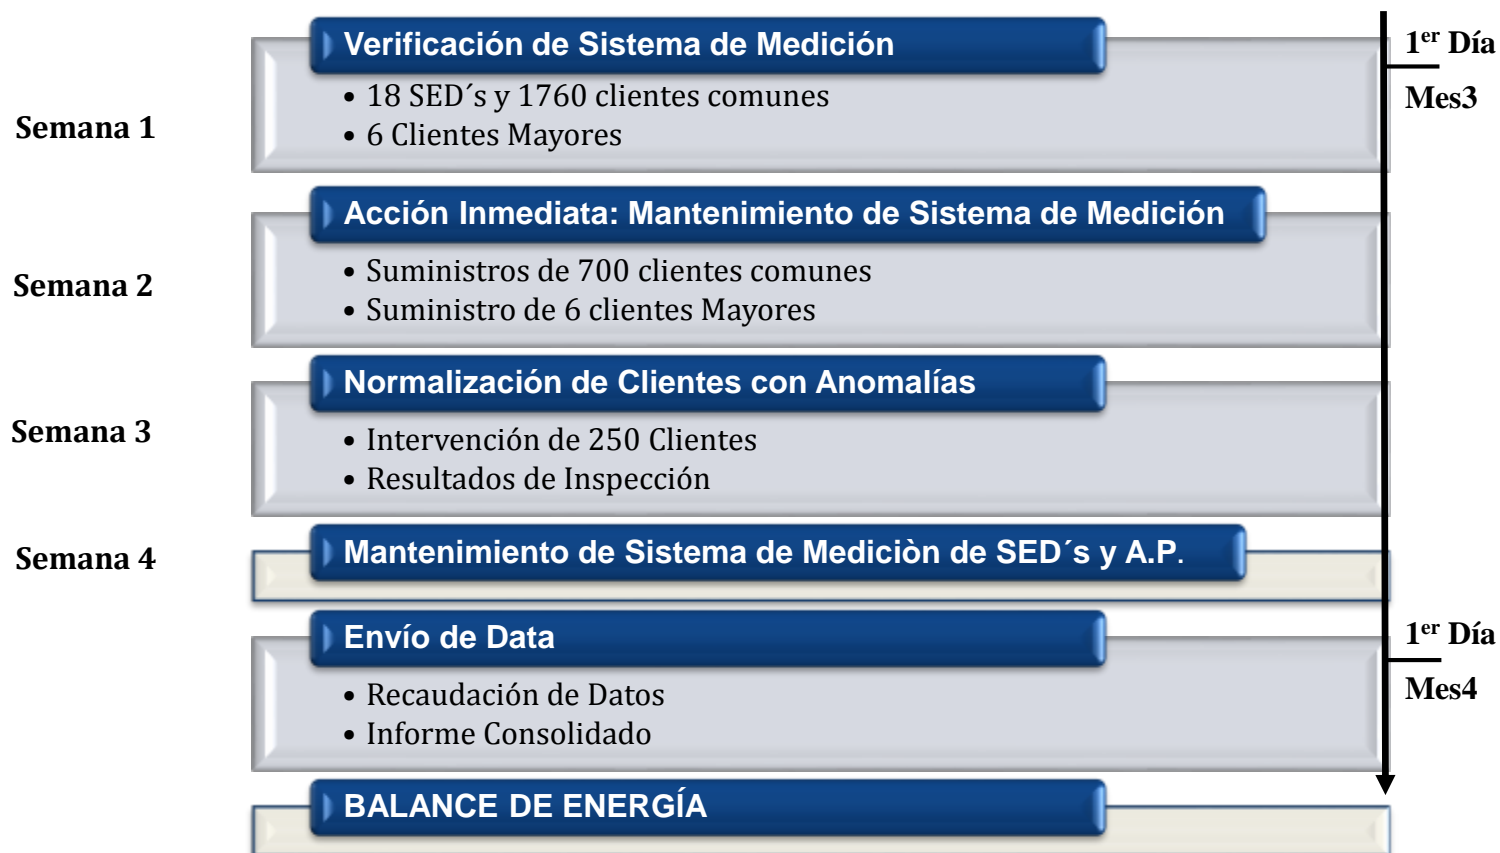 Verificación de Sistema de Medición
1er Día
• 18 SED´s y 1760 clientes comunes
Mes3
Semana 1
• 6 Clientes Mayores
Acción Inmediata: Mantenimiento de Sistema de Medición
• Suministros de 700 clientes comunes
Semana 2
• Suministro de 6 clientes Mayores
Normalización de Clientes con Anomalías
Semana 3
• Intervención de 250 Clientes
• Resultados de Inspección
Semana 4
Mantenimiento de Sistema de Mediciòn de SED´s y A.P.
Envío de Data
1er Día
• Recaudación de Datos
Mes4
• Informe Consolidado
BALANCE DE ENERGÍA